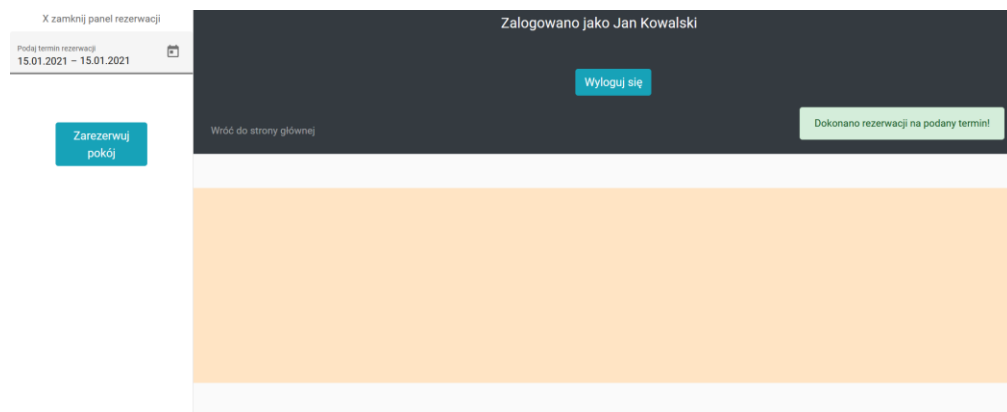 X zamknij panel rezerwacji
Podaj termin rezerwacji
15.01.2021 – 15.01.2021
Zarezerwuj
pokój
Zalogowano jako Jan Kowalski
Wyloguj się
Wróć do strony głównej
Dokonano rezerwacji na podany termin!